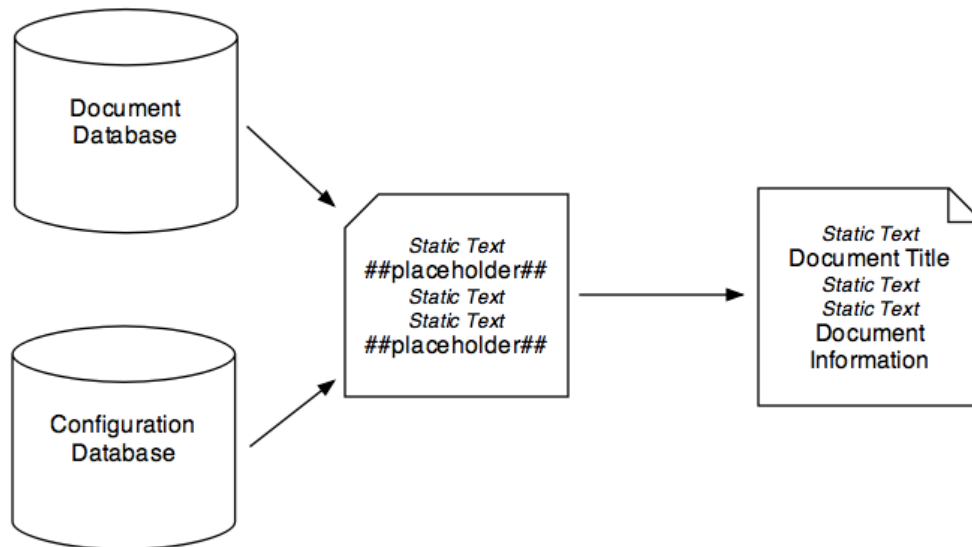 Document
Database
Static Text
##placeholder##
Static Text
Static Text
##placeholder##
Static Text
Document Title
Static Text
Static Text
Document
Information
Configuration
Database